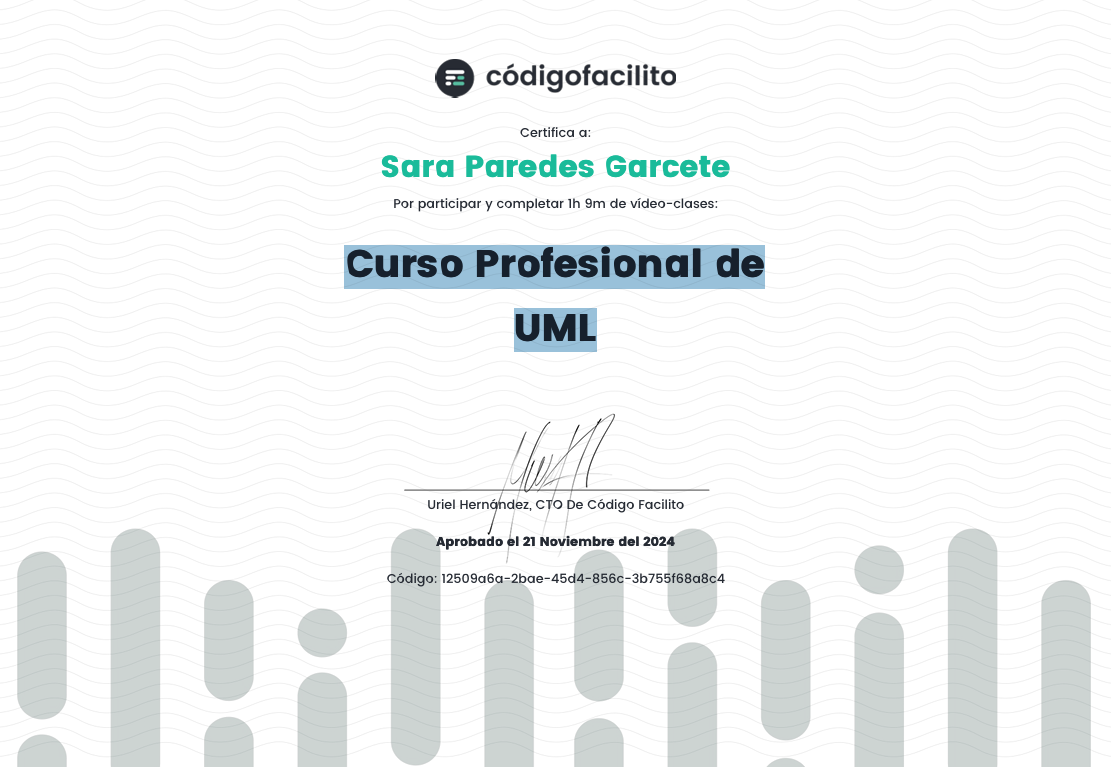 códigofacilito
Certifica a:
Sara Paredes Garcete
Por participar y completar 1h 9m de vídeo-clases:
Curso Profesional de
UML
Uriel Hernández, CTO De Código Facilito
Aprobado el 21 Noviembre del 2024
Código: 12509a6a-2bae-45d4-856c-3b755f68a8c4